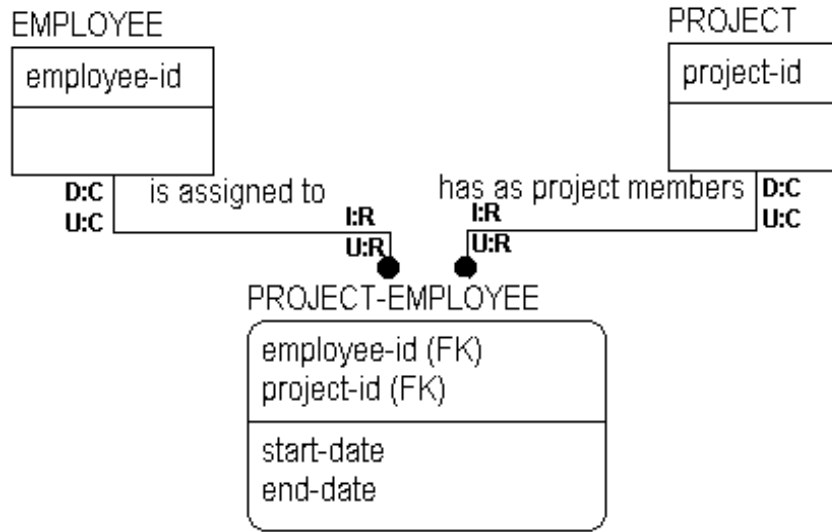 EMPLOYEE
employee-id
PROJECT
project-id
D:C
U:C
is assigned to
I:R
U:R
has as project members
I:R
U:R
D:C
U:C
PROJECT-EMPLOYEE
employee-id (FK)
project-id (FK)
start-date
end-date